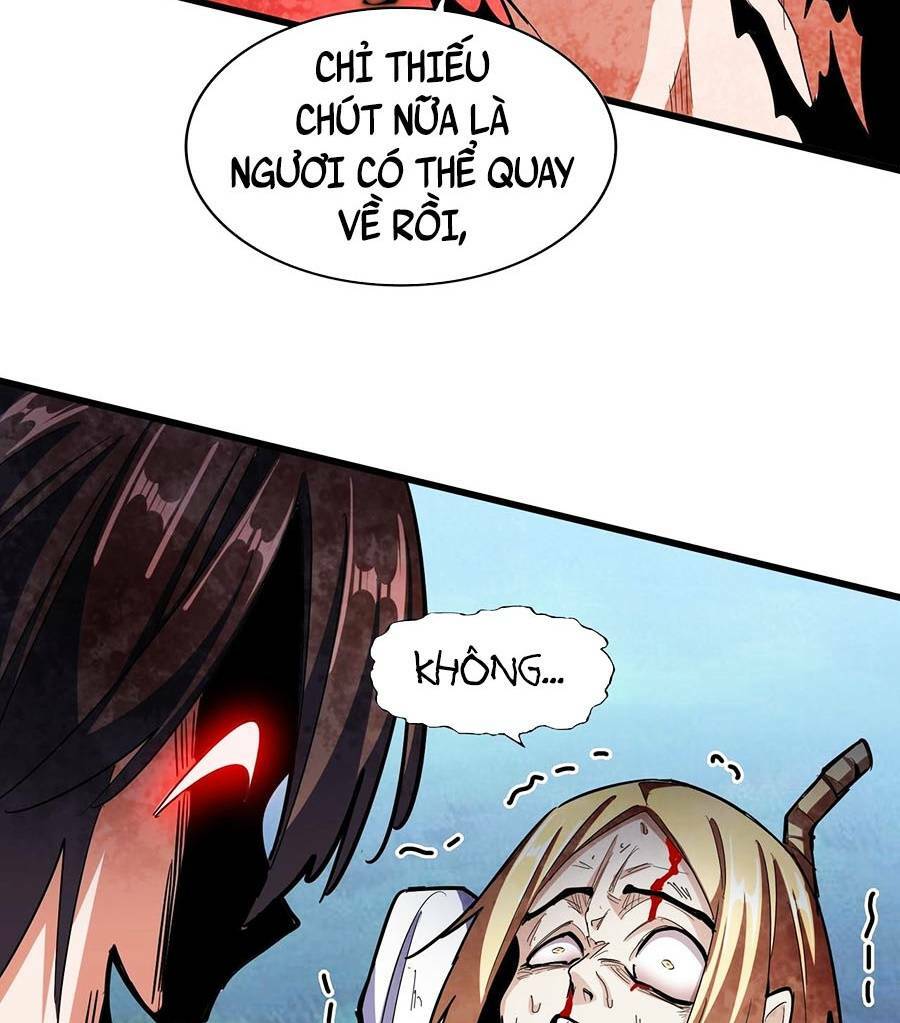 CHỈ THIẾU
CHÚT NỮA LÀ
NGƯƠI CÓ THỂ QUAY
VỀ RỒI,
KHÔNG...